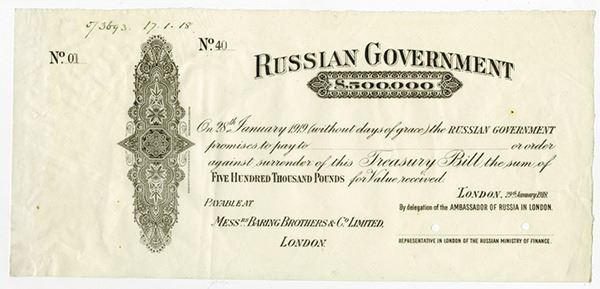 5/3693. 17.1.18
No. 01
No. 40
RUSSIAN GOVERNMENT
£.500.000
On 28th January 1919 (without days of grace) the RUSSIAN GOVERNMENT
promises to pay to or order
against surrender of this Treasury Bill the sum of
FIVE HUNDRED THOUSAND POUNDS for Value received.
LONDON, 29th January 1918.
PAYABLE AT
By delegation of the AMBASSADOR OF RUSSIA IN LONDON.
MESSRS BARING BROTHERS & CO LIMITED,
LONDON.
REPRESENTATIVE IN LONDON OF THE RUSSIAN MINISTRY OF FINANCE.